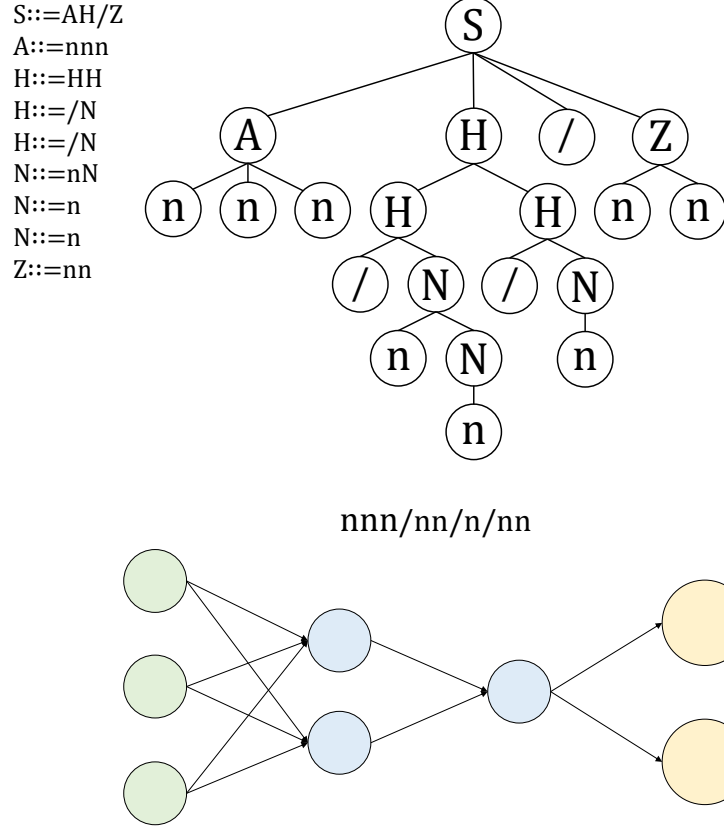 S::=AH/Z
A::=nnn
H::=HH
H::=/N
H::=/N
N::=nN
N::=n
N::=n
Z::=nn
S
A H / Z
n n n H H n n
/ N / N
n N n
n
nnn/nn/n/nn